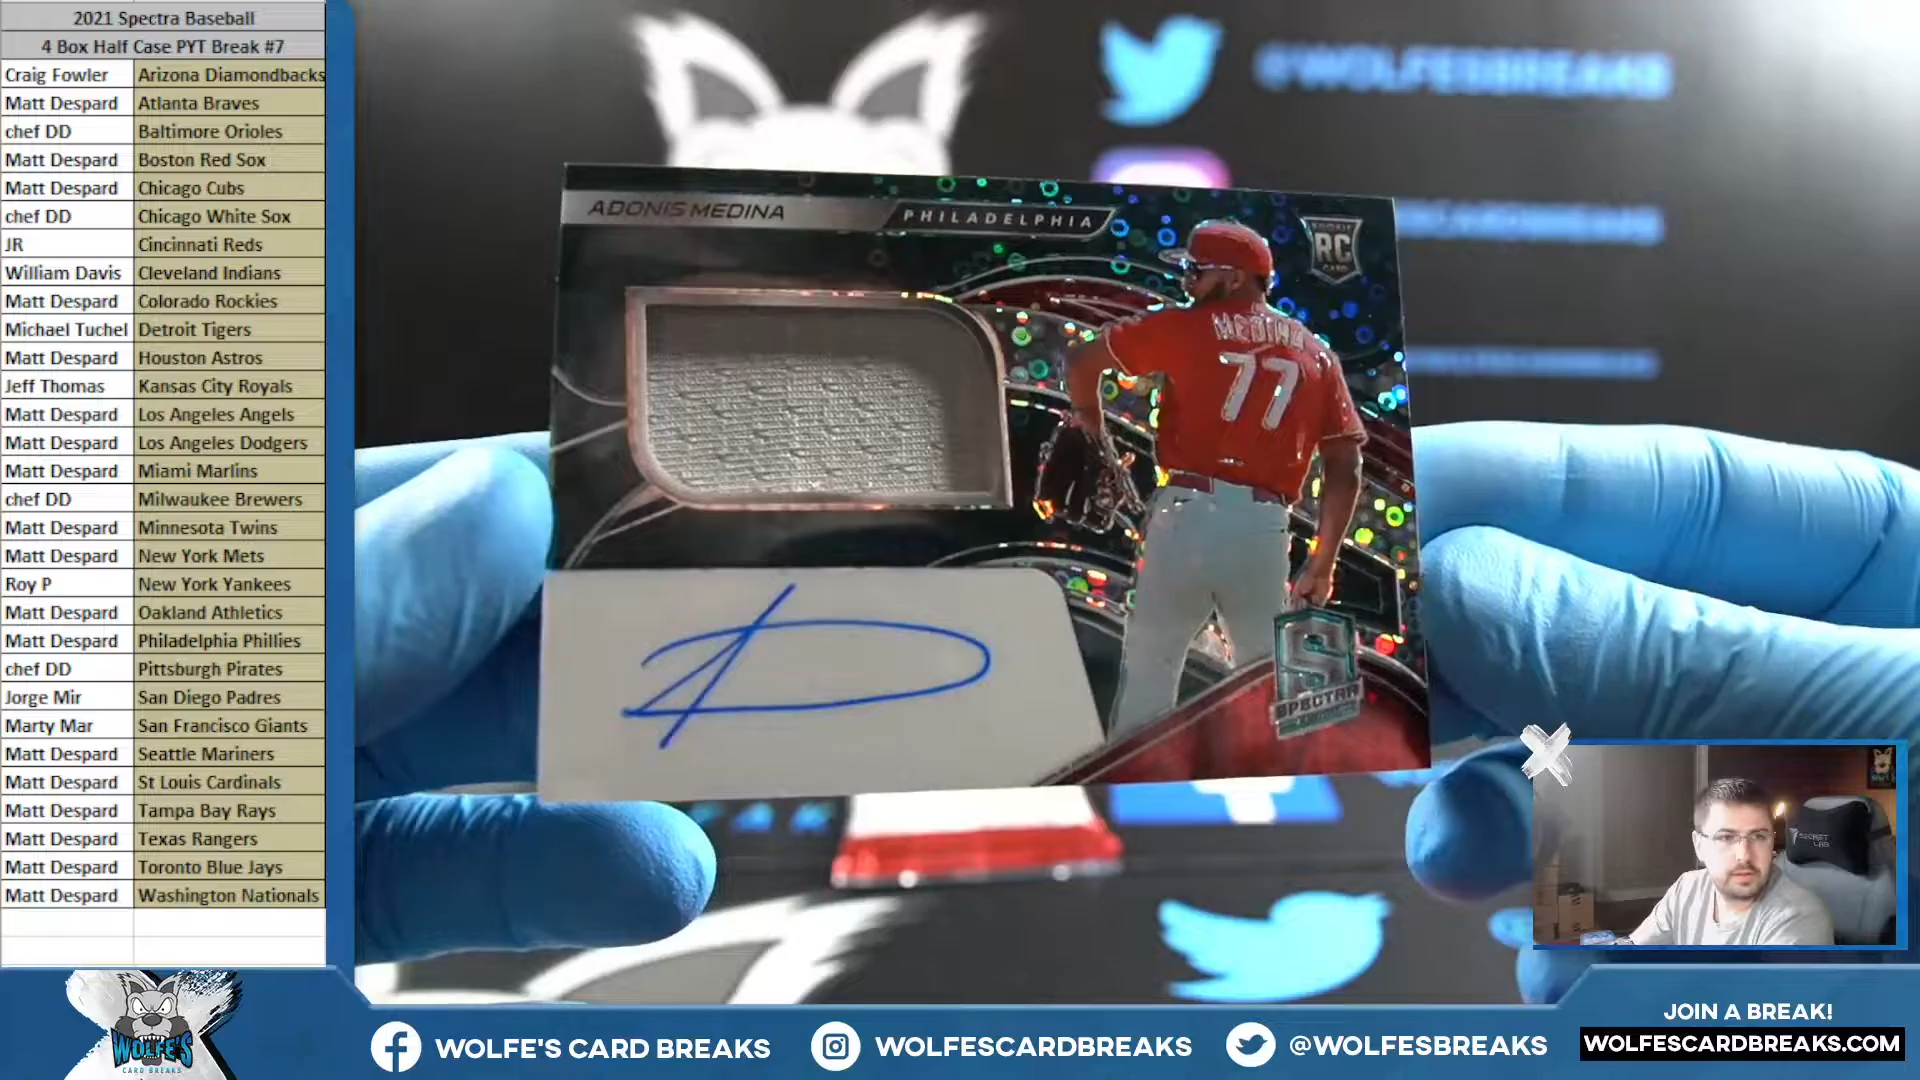 2021 Spectra Baseball
4 Box Half Case PYT Break #7
Craig Fowler Arizona Diamondbacks
Matt Despard Atlanta Braves
chef DD Baltimore Orioles
Matt Despard Boston Red Sox
Matt Despard Chicago Cubs
chef DD Chicago White Sox
JR Cincinnati Reds
William Davis Cleveland Indians
Matt Despard Colorado Rockies
Michael Tuchel Detroit Tigers
Matt Despard Houston Astros
Jeff Thomas Kansas City Royals
Matt Despard Los Angeles Angels
Matt Despard Los Angeles Dodgers
Matt Despard Miami Marlins
chef DD Milwaukee Brewers
Matt Despard Minnesota Twins
Matt Despard New York Mets
Roy P New York Yankees
Matt Despard Oakland Athletics
Matt Despard Philadelphia Phillies
chef DD Pittsburgh Pirates
Jorge Mir San Diego Padres
Marty Mar San Francisco Giants
Matt Despard Seattle Mariners
Matt Despard St Louis Cardinals
Matt Despard Tampa Bay Rays
Matt Despard Texas Rangers
Matt Despard Toronto Blue Jays
Matt Despard Washington Nationals
@WOLFESBREAKS
ADONIS MEDINA
PHILADELPHIA
ROOKIE
RC
CARD
MEDINA
77
S
SPECTRA
SECRET
LAB
WOLFE'S
CARD BREAKS
WOLFE'S CARD BREAKS
WOLFESCARDBREAKS
@WOLFESBREAKS
JOIN A BREAK!
WOLFESCARDBREAKS.COM